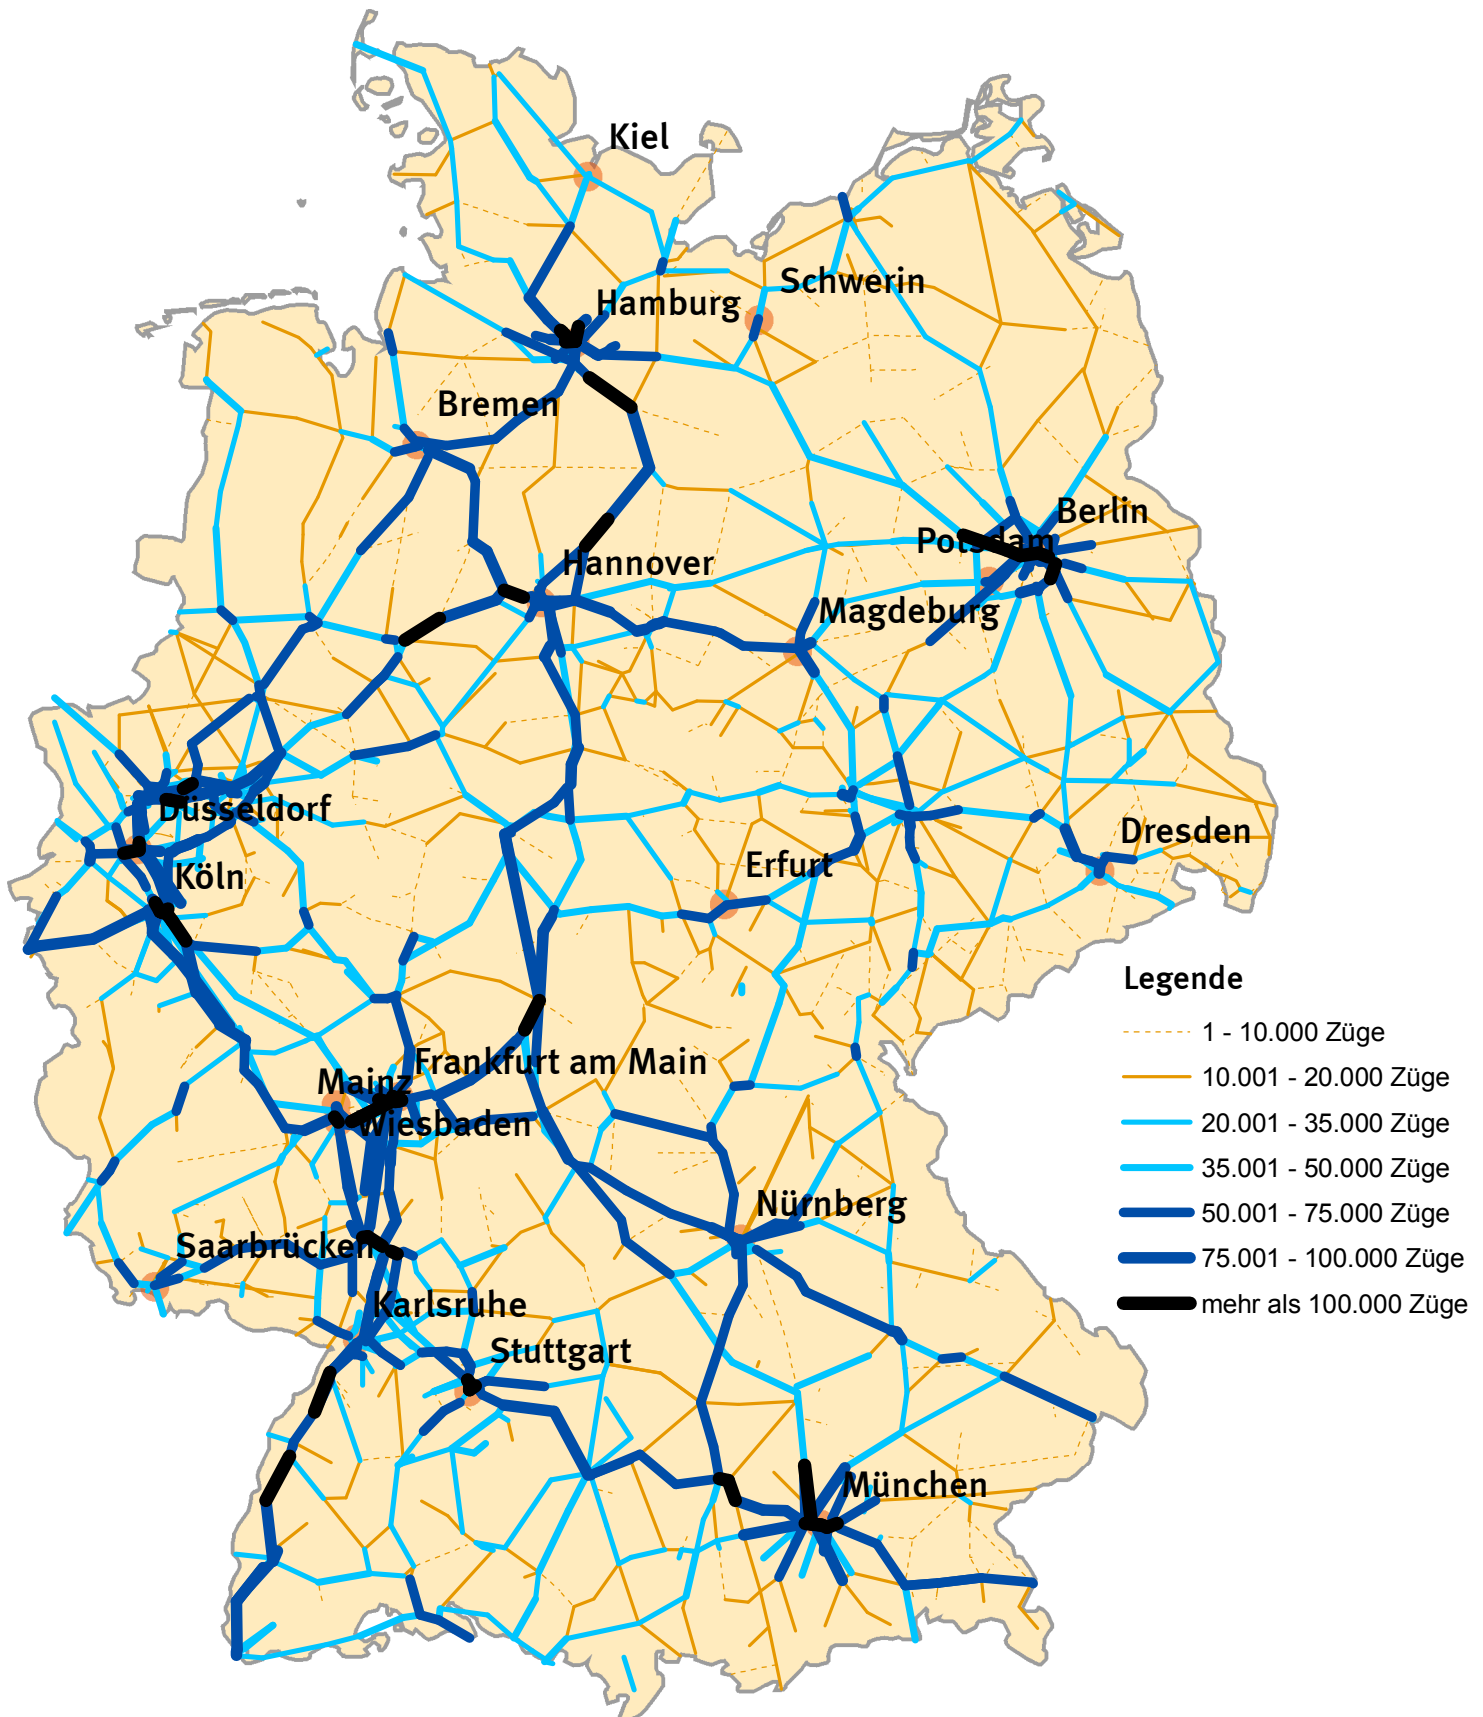 Kiel
Schwerin
Hamburg
Bremen
Berlin
Potsdam
Hannover
Magdeburg
Düsseldorf
Dresden
Erfurt
Köln
Legende
1 - 10.000 Züge
10.001 - 20.000 Züge
20.001 - 35.000 Züge
35.001 - 50.000 Züge
50.001 - 75.000 Züge
75.001 - 100.000 Züge
mehr als 100.000 Züge
Frankfurt am Main
Mainz
Wiesbaden
Nürnberg
Saarbrücken
Karlsruhe
Stuttgart
München